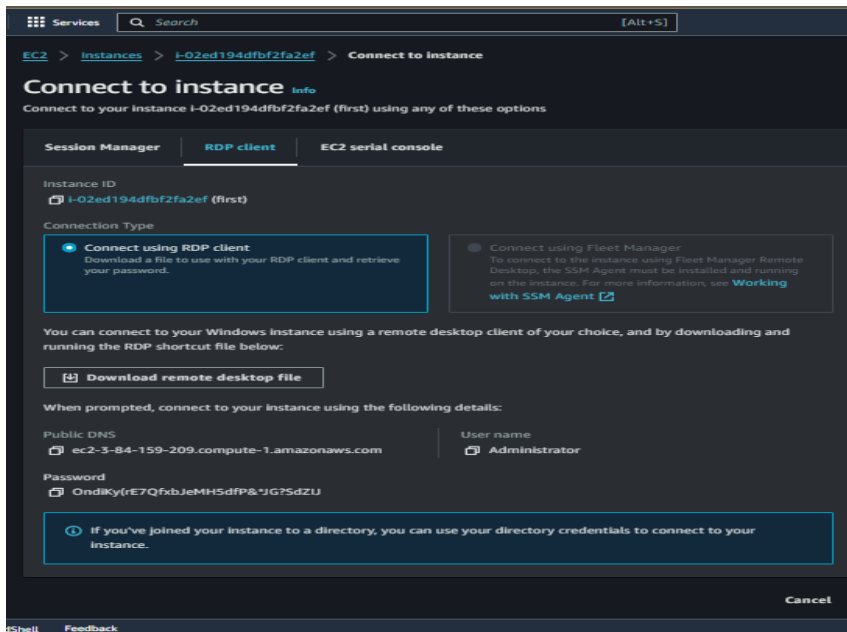 Services Search [Alt+S]
EC2 > Instances > i-02ed194dfbf2fa2ef > Connect to instance
Connect to instance Info
Connect to your instance i-02ed194dfbf2fa2ef (first) using any of these options
Session Manager RDP client EC2 serial console
Instance ID
i-02ed194dfbf2fa2ef (first)
Connection Type
Connect using RDP client
Download a file to use with your RDP client and retrieve
your password.
Connect using Fleet Manager
To connect to the instance using Fleet Manager Remote
Desktop, the SSM Agent must be installed and running
on the instance. For more information, see Working
with SSM Agent
You can connect to your Windows instance using a remote desktop client of your choice, and by downloading and
running the RDP shortcut file below:
Download remote desktop file
When prompted, connect to your instance using the following details:
Public DNS
ec2-3-84-159-209.compute-1.amazonaws.com
User name
Administrator
Password
If you've joined your instance to a directory, you can use your directory credentials to connect to your
instance.
Cancel
Feedback